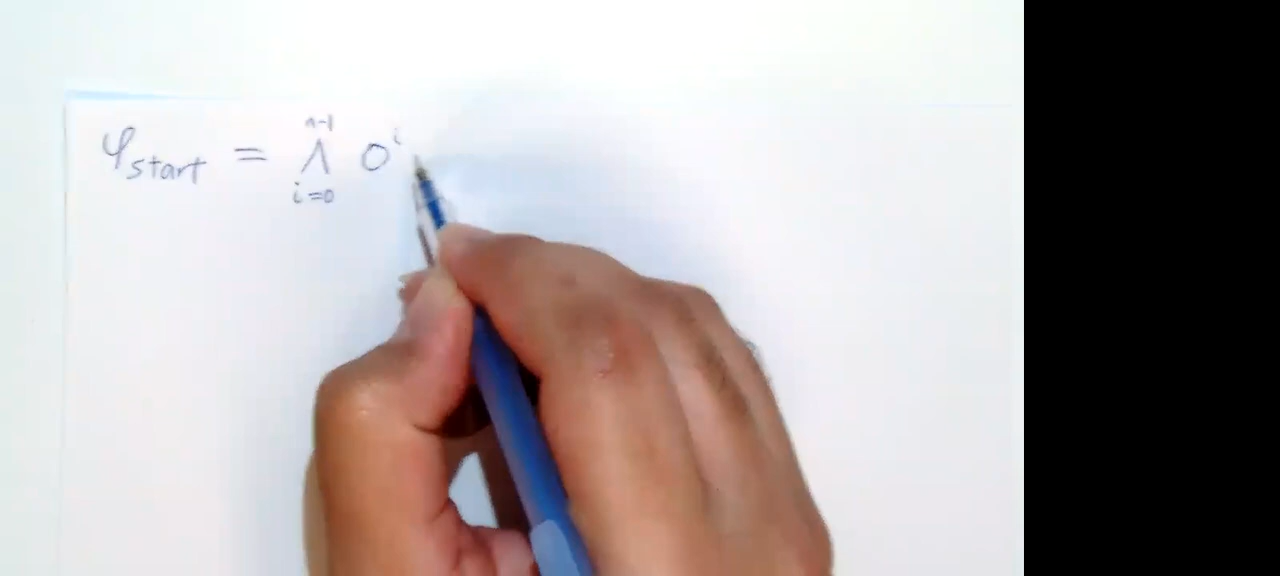 φ_start = ⋀_{i=0}^{n-1} O^i